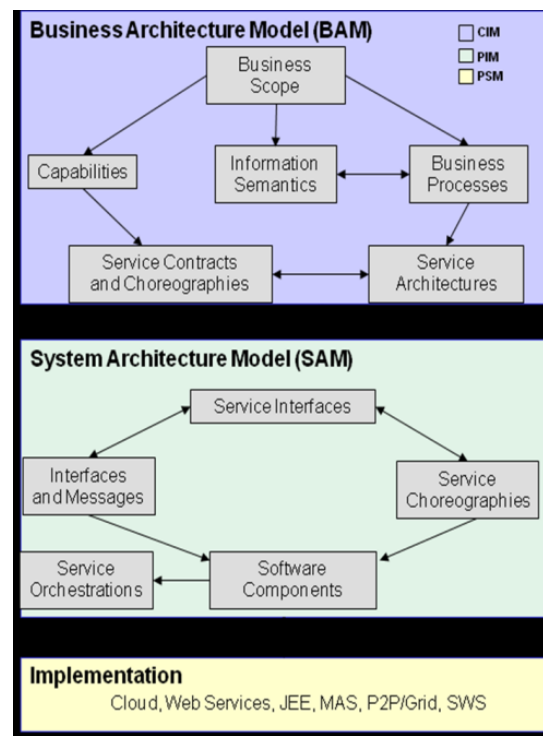 Business Architecture Model (BAM)
CIM
PIM
PSM
Business
Scope
Capabilities
Information
Semantics
Business
Processes
Service Contracts
and Choreographies
Service
Architectures
System Architecture Model (SAM)
Service Interfaces
Interfaces
and Messages
Service
Choreographies
Service
Orchestrations
Software
Components
Implementation
Cloud, Web Services, JEE, MAS, P2P/Grid, SWS